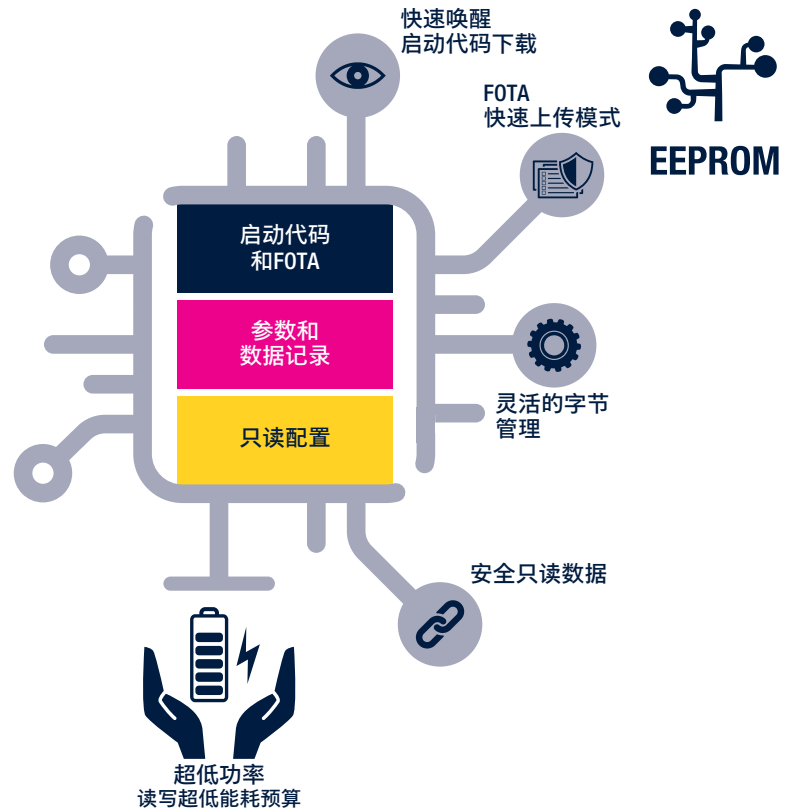 快速唤醒
启动代码下载
FOTA
快速上传模式
EEPROM
启动代码
和FOTA
参数和
数据记录
只读配置
灵活的字节
管理
安全只读数据
超低功率
读写超低能耗预算